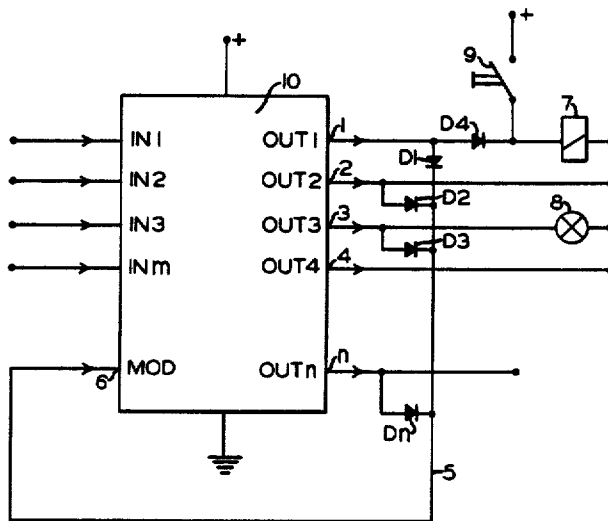 +
+
9
10
7
IN1
OUT1
1
D4
D1
IN2
OUT2
2
D2
IN3
OUT3
3
8
D3
INm
OUT4
4
MOD
6
OUTn
n
Dn
5